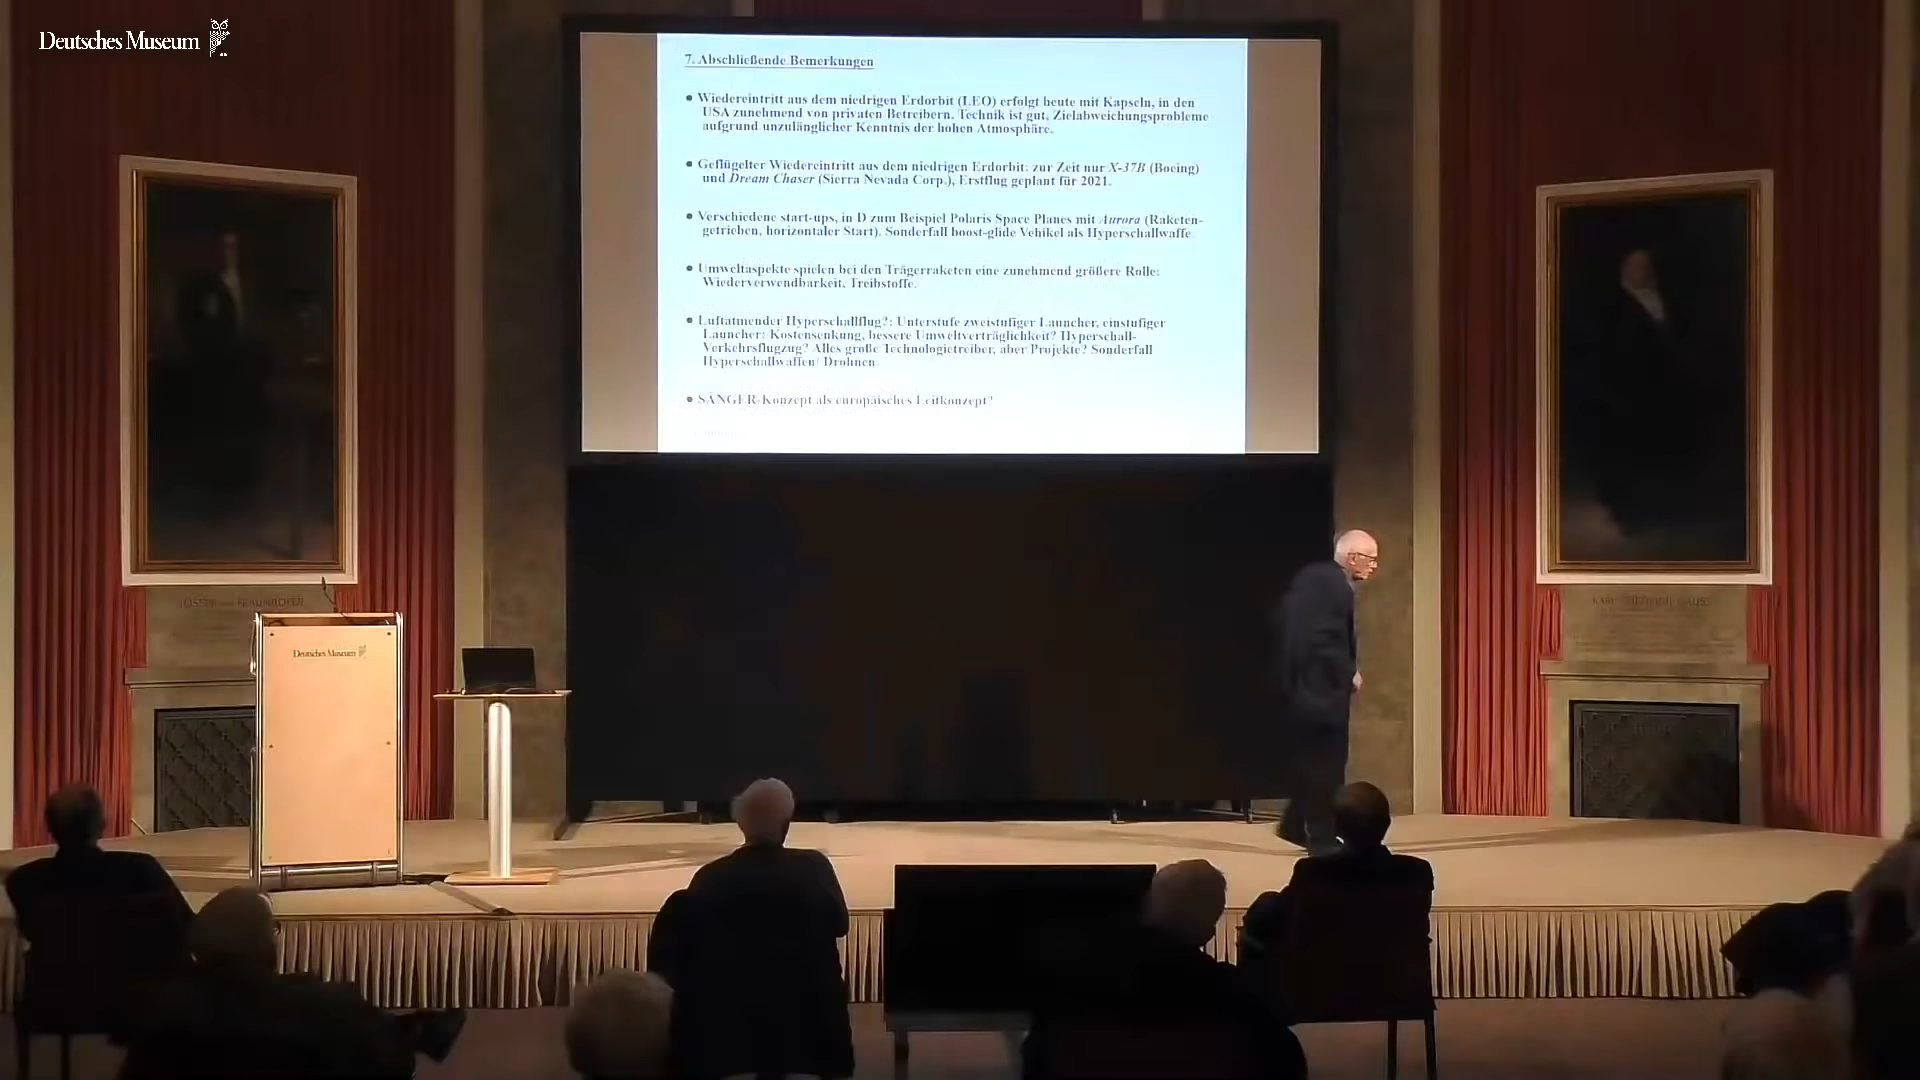 Deutsches Museum
7. Abschließende Bemerkungen
● Wiedereintritt aus dem niedrigen Erdorbit (LEO) erfolgt heute mit Kapseln, in den
USA zunehmend von privaten Betreibern. Technik ist gut, Zielabweichungsprobleme
aufgrund unzulänglicher Kenntnis der hohen Atmosphäre.
● Geflügelter Wiedereintritt aus dem niedrigen Erdorbit: zur Zeit nur X-37B (Boeing)
und Dream Chaser (Sierra Nevada Corp.), Erstflug geplant für 2021.
● Verschiedene start-ups, in D zum Beispiel Polaris Space Planes mit Aurora (Raketen-
getrieben, horizontaler Start). Sonderfall boost-glide Vehikel als Hyperschallwaffe
● Umweltaspekte spielen bei den Trägerraketen eine zunehmend größere Rolle:
Wiederverwendbarkeit, Treibstoffe.
● Luftatmender Hyperschallflug?: Unterstufe zweistufiger Launcher, einstufiger
Launcher: Kostensenkung, bessere Umweltverträglichkeit? Hyperschall-
Verkehrsflugzug? Alles große Technologietreiber, aber Projekte? Sonderfall
Hyperschallwaffen/ Drohnen
● SÄNGER-Konzept als europäisches Leitkonzept?
JOSEPH von FRAUNHOFER
Deutsches Museum